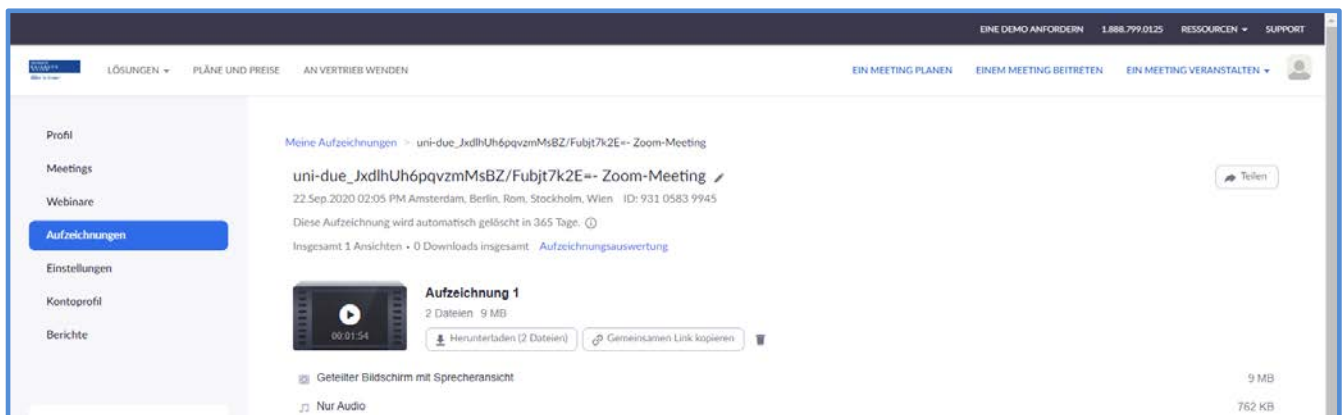 EINE DEMO ANFORDERN 1.888.799.0125 RESSOURCEN SUPPORT
LÖSUNGEN PLÄNE UND PREISE AN VERTRIEB WENDEN EIN MEETING PLANEN EINEM MEETING BEITRETEN EIN MEETING VERANSTALTEN
Profil
Meetings
Webinare
Aufzeichnungen
Einstellungen
Kontoprofil
Berichte
Meine Aufzeichnungen > uni-due_JxdlhUh6pqvzmMsBZ/Fubjt7k2E=- Zoom-Meeting
uni-due_JxdlhUh6pqvzmMsBZ/Fubjt7k2E=- Zoom-Meeting
Teilen
22.Sep.2020 02:05 PM Amsterdam, Berlin, Rom, Stockholm, Wien ID: 931 0583 9945
Diese Aufzeichnung wird automatisch gelöscht in 365 Tage.
Insgesamt 1 Ansichten • 0 Downloads insgesamt Aufzeichnungsauswertung
00:01:54
Aufzeichnung 1
2 Dateien 9 MB
Herunterladen (2 Dateien) Gemeinsamen Link kopieren
Geteilter Bildschirm mit Sprecheransicht 9 MB
Nur Audio 762 KB